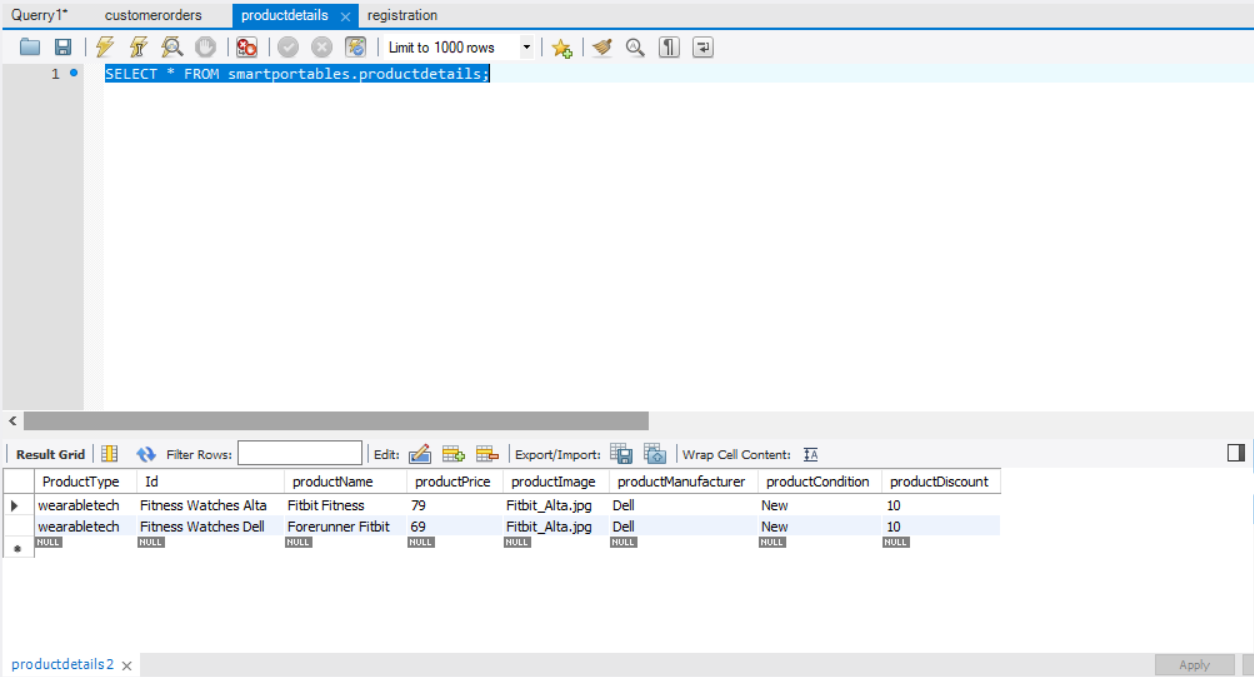 Querry1* customerorders productdetails × registration
Limit to 1000 rows
1 SELECT * FROM smartportables.productdetails;
Result Grid Filter Rows: Edit: Export/Import: Wrap Cell Content: IA
ProductType Id productName productPrice productImage productManufacturer productCondition productDiscount
wearabletech Fitness Watches Alta Fitbit Fitness 79 Fitbit_Alta.jpg Dell New 10
wearabletech Fitness Watches Dell Forerunner Fitbit 69 Fitbit_Alta.jpg Dell New 10
NULL NULL NULL NULL NULL NULL NULL NULL
productdetails2 × Apply